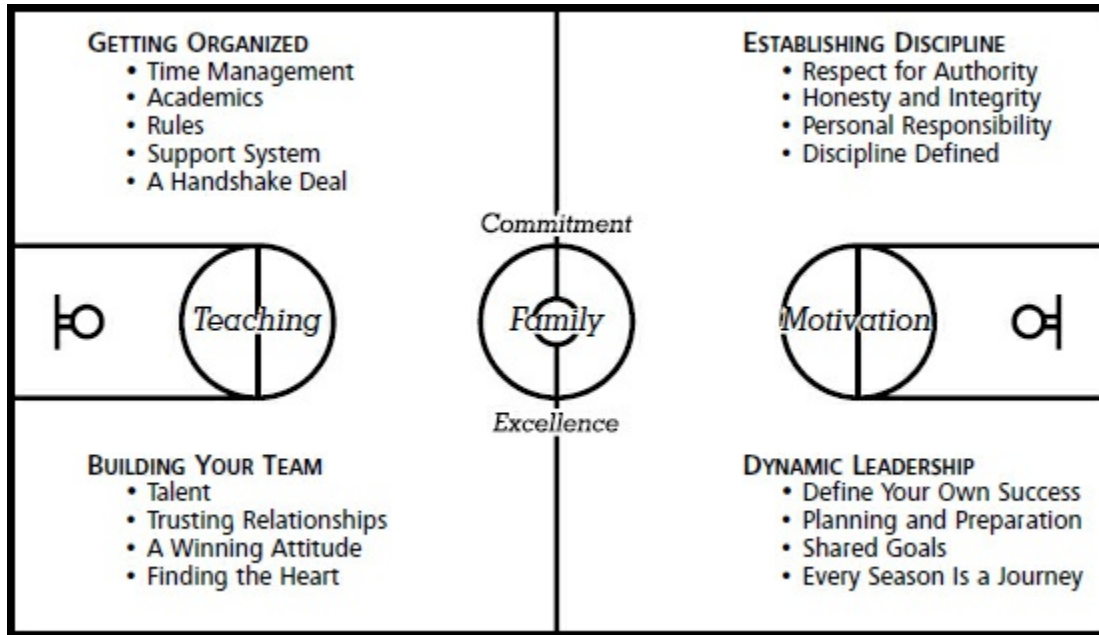 GETTING ORGANIZED
• Time Management
• Academics
• Rules
• Support System
• A Handshake Deal
ESTABLISHING DISCIPLINE
• Respect for Authority
• Honesty and Integrity
• Personal Responsibility
• Discipline Defined
Commitment
Teaching
Family
Motivation
Excellence
BUILDING YOUR TEAM
• Talent
• Trusting Relationships
• A Winning Attitude
• Finding the Heart
DYNAMIC LEADERSHIP
• Define Your Own Success
• Planning and Preparation
• Shared Goals
• Every Season Is a Journey